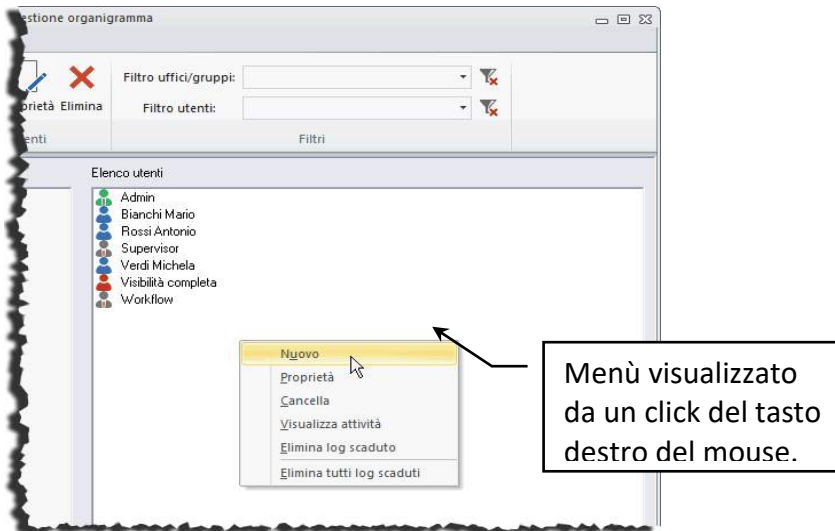 estione organigramma
Filtro uffici/gruppi:
prietà Elimina
Filtro utenti:
enti
Filtri
Elenco utenti
Admin
Bianchi Mario
Rossi Antonio
Supervisor
Verdi Michela
Visibilità completa
Workflow
Nuovo
Proprietà
Cancella
Visualizza attività
Elimina log scaduto
Elimina tutti log scaduti
Menù visualizzato
da un click del tasto
destro del mouse.